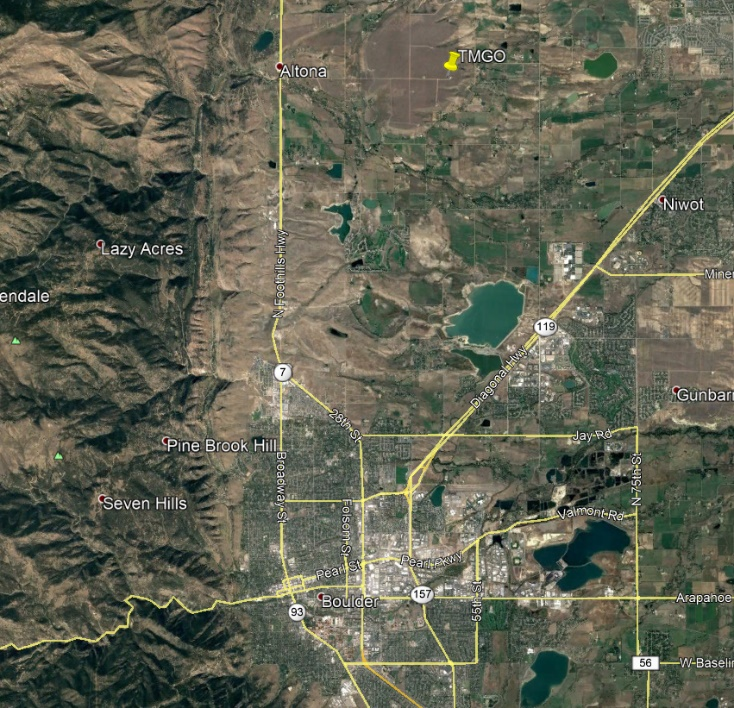 TMGO
Altona
Niwot
Lazy Acres
N Foothills Hwy
Miner
endale
119
Diagonal Hwy
7
Gunbarr
28th St
Jay Rd
Pine Brook Hill
Broadway St
N 75th St
Seven Hills
Folsom St
Valmont Rd
Pearl Pkwy
Pearl St
55th St
157
Arapahoe
Boulder
93
56
W Baselin